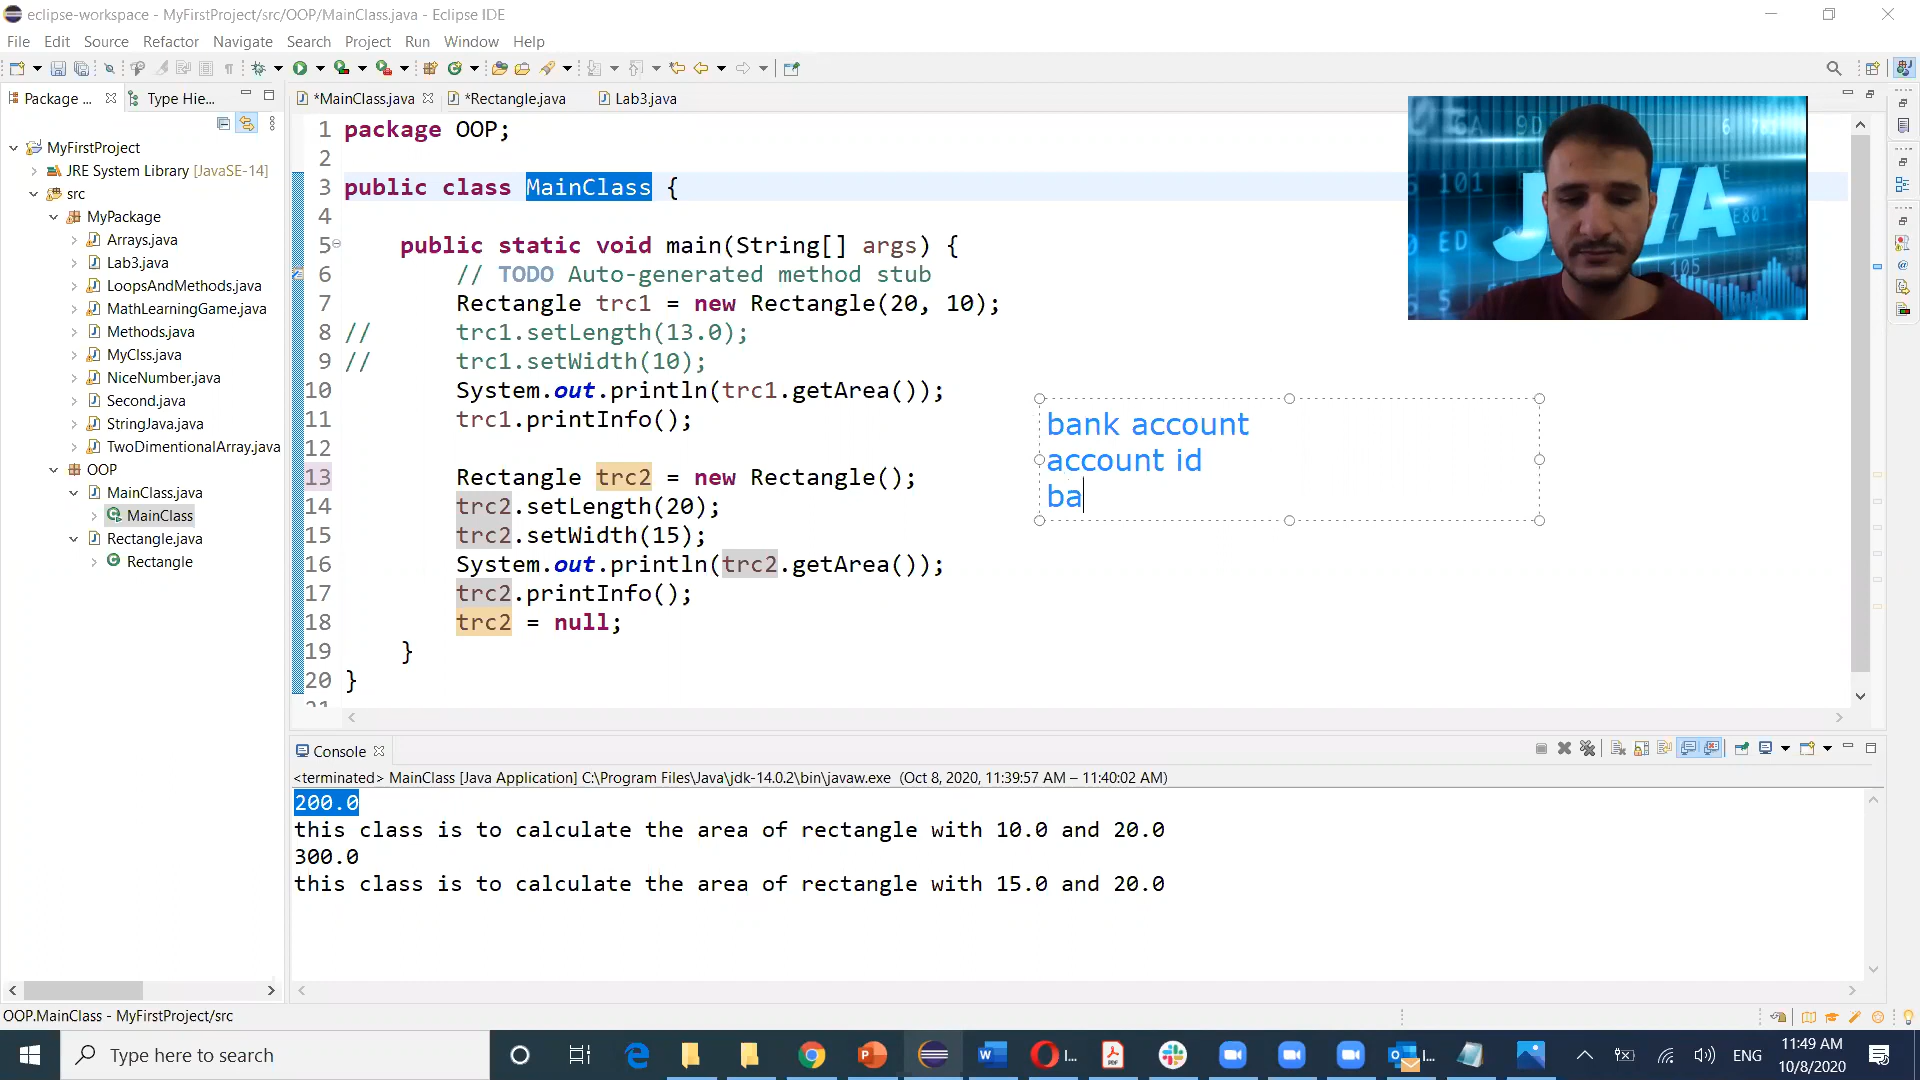 eclipse-workspace - MyFirstProject/src/OOP/MainClass.java - Eclipse IDE
File Edit Source Refactor Navigate Search Project Run Window Help
Package ... Type Hie...
*MainClass.java *Rectangle.java Lab3.java
MyFirstProject
JRE System Library [JavaSE-14]
src
MyPackage
Arrays.java
Lab3.java
LoopsAndMethods.java
MathLearningGame.java
Methods.java
MyClss.java
NiceNumber.java
Second.java
StringJava.java
TwoDimentionalArray.java
OOP
MainClass.java
MainClass
Rectangle.java
Rectangle
1 package OOP;
2
3 public class MainClass {
4
5 public static void main(String[] args) {
6 // TODO Auto-generated method stub
7 Rectangle trc1 = new Rectangle(20, 10);
8 // trc1.setLength(13.0);
9 // trc1.setWidth(10);
10 System.out.println(trc1.getArea());
11 trc1.printInfo();
12
13 Rectangle trc2 = new Rectangle();
14 trc2.setLength(20);
15 trc2.setWidth(15);
16 System.out.println(trc2.getArea());
17 trc2.printInfo();
18 trc2 = null;
19 }
20 }
JAVA
bank account
account id
ba
Console
<terminated> MainClass [Java Application] C:\Program Files\Java\jdk-14.0.2\bin\javaw.exe (Oct 8, 2020, 11:39:57 AM – 11:40:02 AM)
200.0
this class is to calculate the area of rectangle with 10.0 and 20.0
300.0
this class is to calculate the area of rectangle with 15.0 and 20.0
OOP.MainClass - MyFirstProject/src
Type here to search
ENG
11:49 AM
10/8/2020